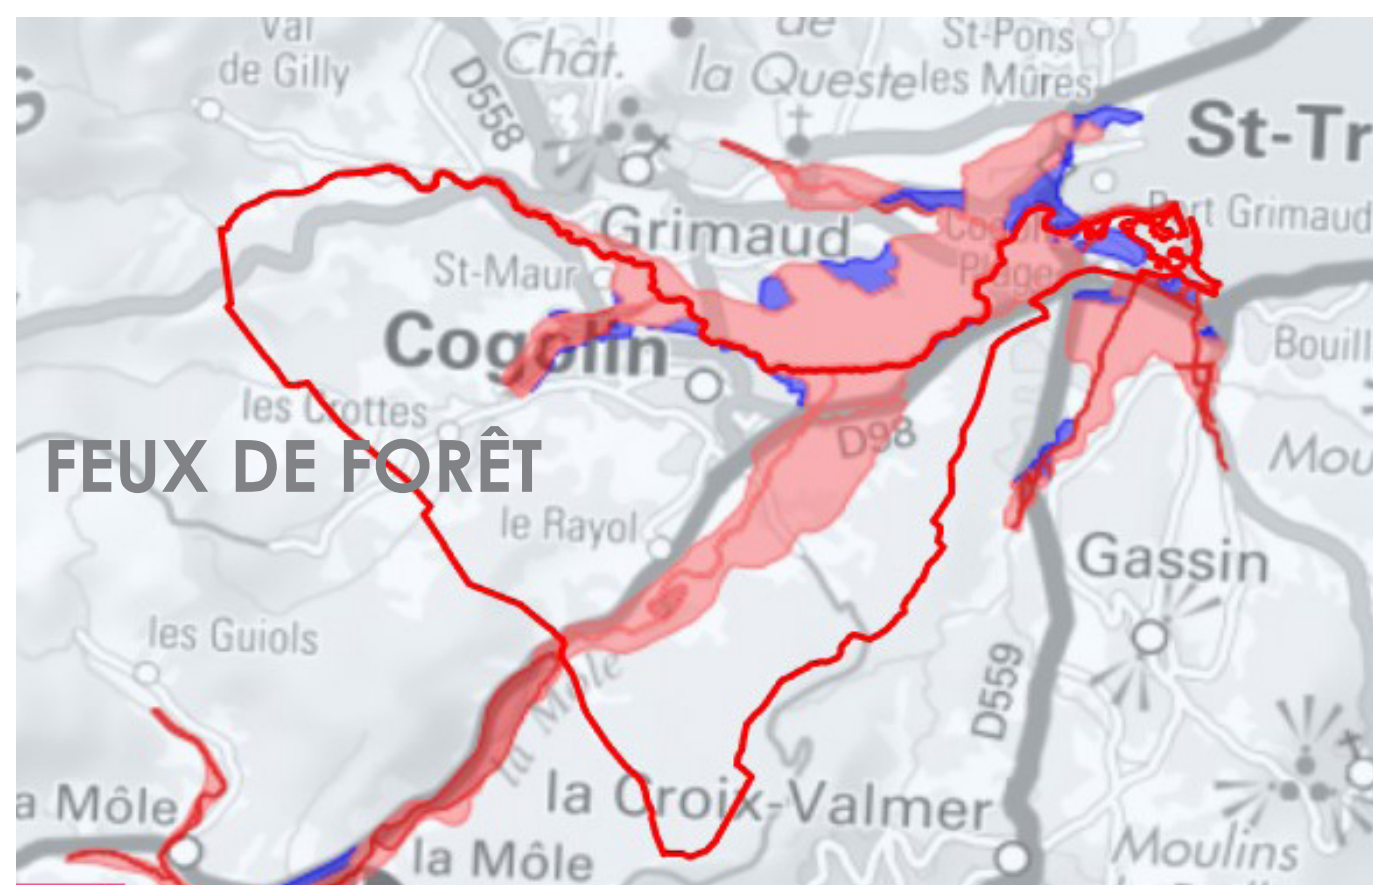 Val
de Gilly
D558
Chât.
de
la Queste
St-Pons
les Mûres
St-Tr
Port Grimaud
Grimaud
Plage
St-Maur
Cogolin
Bouill
les Crottes
D98
FEUX DE FORÊT
Mou
le Rayol
Gassin
les Guiols
la Môle
D559
a Môle
la Croix-Valmer
la Môle
Moulins